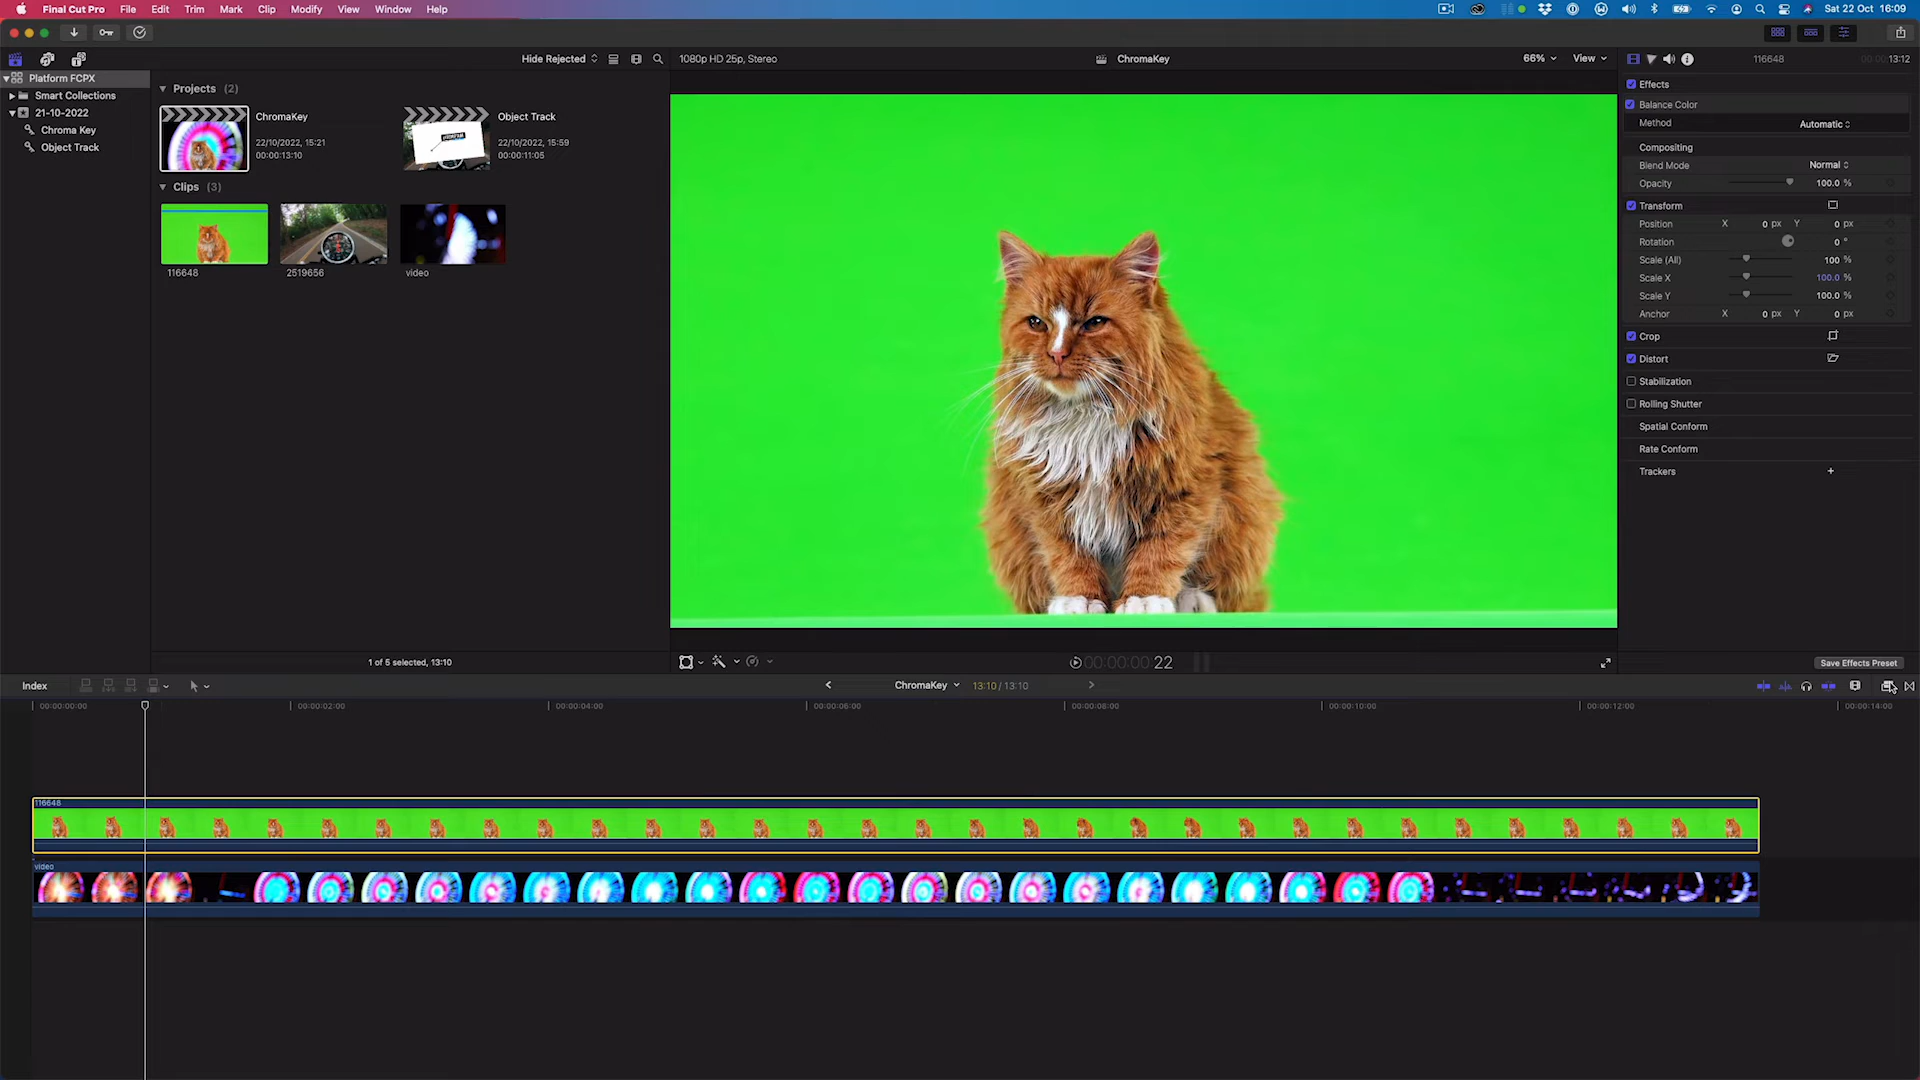 Final Cut Pro File Edit Trim Mark Clip Modify View Window Help Sat 22 Oct 16:09
Hide Rejected 1080p HD 25p, Stereo ChromaKey 66% View 116648 00:00:13:12
Platform FCPX
Smart Collections
21-10-2022
Chroma Key
Object Track
Projects (2)
ChromaKey
22/10/2022, 15:21
00:00:13:10
Object Track
22/10/2022, 15:59
00:00:11:05
Clips (3)
116648
2519656
video
1 of 5 selected, 13:10
00:00:00:22
Effects
Balance Color
Method Automatic
Compositing
Blend Mode Normal
Opacity 100.0 %
Transform
Position X 0 px Y 0 px
Rotation 0 °
Scale (All) 100 %
Scale X 100.0 %
Scale Y 100.0 %
Anchor X 0 px Y 0 px
Crop
Distort
Stabilization
Rolling Shutter
Spatial Conform
Rate Conform
Trackers +
Save Effects Preset
Index ChromaKey 13:10 / 13:10
00:00:00:00 00:00:02:00 00:00:04:00 00:00:06:00 00:00:08:00 00:00:10:00 00:00:12:00 00:00:14:00
116648
video